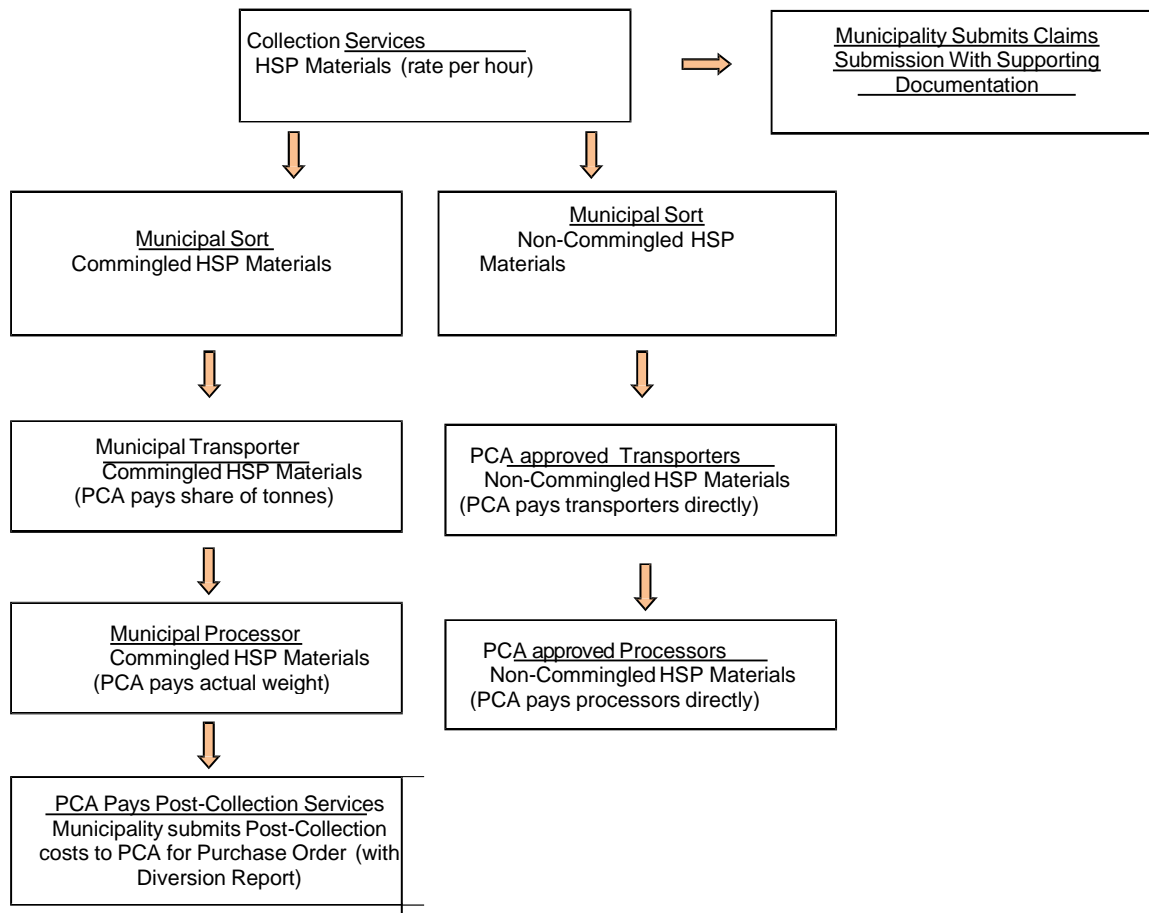 Collection Services
HSP Materials (rate per hour)
Municipality Submits Claims
Submission With Supporting
Documentation
Municipal Sort
Commingled HSP Materials
Municipal Sort
Non-Commingled HSP
Materials
Municipal Transporter
Commingled HSP Materials
(PCA pays share of tonnes)
PCA approved Transporters
Non-Commingled HSP Materials
(PCA pays transporters directly)
Municipal Processor
Commingled HSP Materials
(PCA pays actual weight)
PCA approved Processors
Non-Commingled HSP Materials
(PCA pays processors directly)
PCA Pays Post-Collection Services
Municipality submits Post-Collection
costs to PCA for Purchase Order (with
Diversion Report)